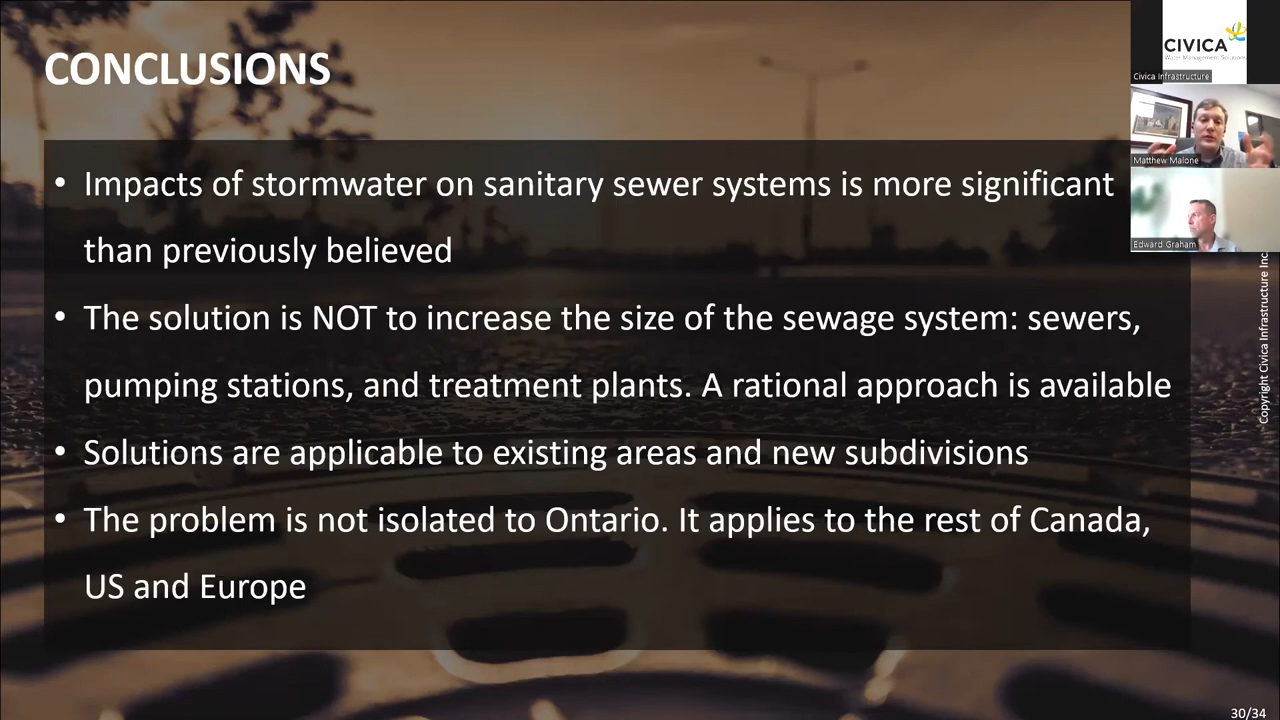 CONCLUSIONS
• Impacts of stormwater on sanitary sewer systems is more significant
than previously believed
• The solution is NOT to increase the size of the sewage system: sewers,
pumping stations, and treatment plants. A rational approach is available
• Solutions are applicable to existing areas and new subdivisions
• The problem is not isolated to Ontario. It applies to the rest of Canada,
US and Europe
CIVICA
Water Management Solutions
Civica Infrastructure
Matthew Malone
Edward Graham
Copyright Civica Infrastructure Inc
30/34